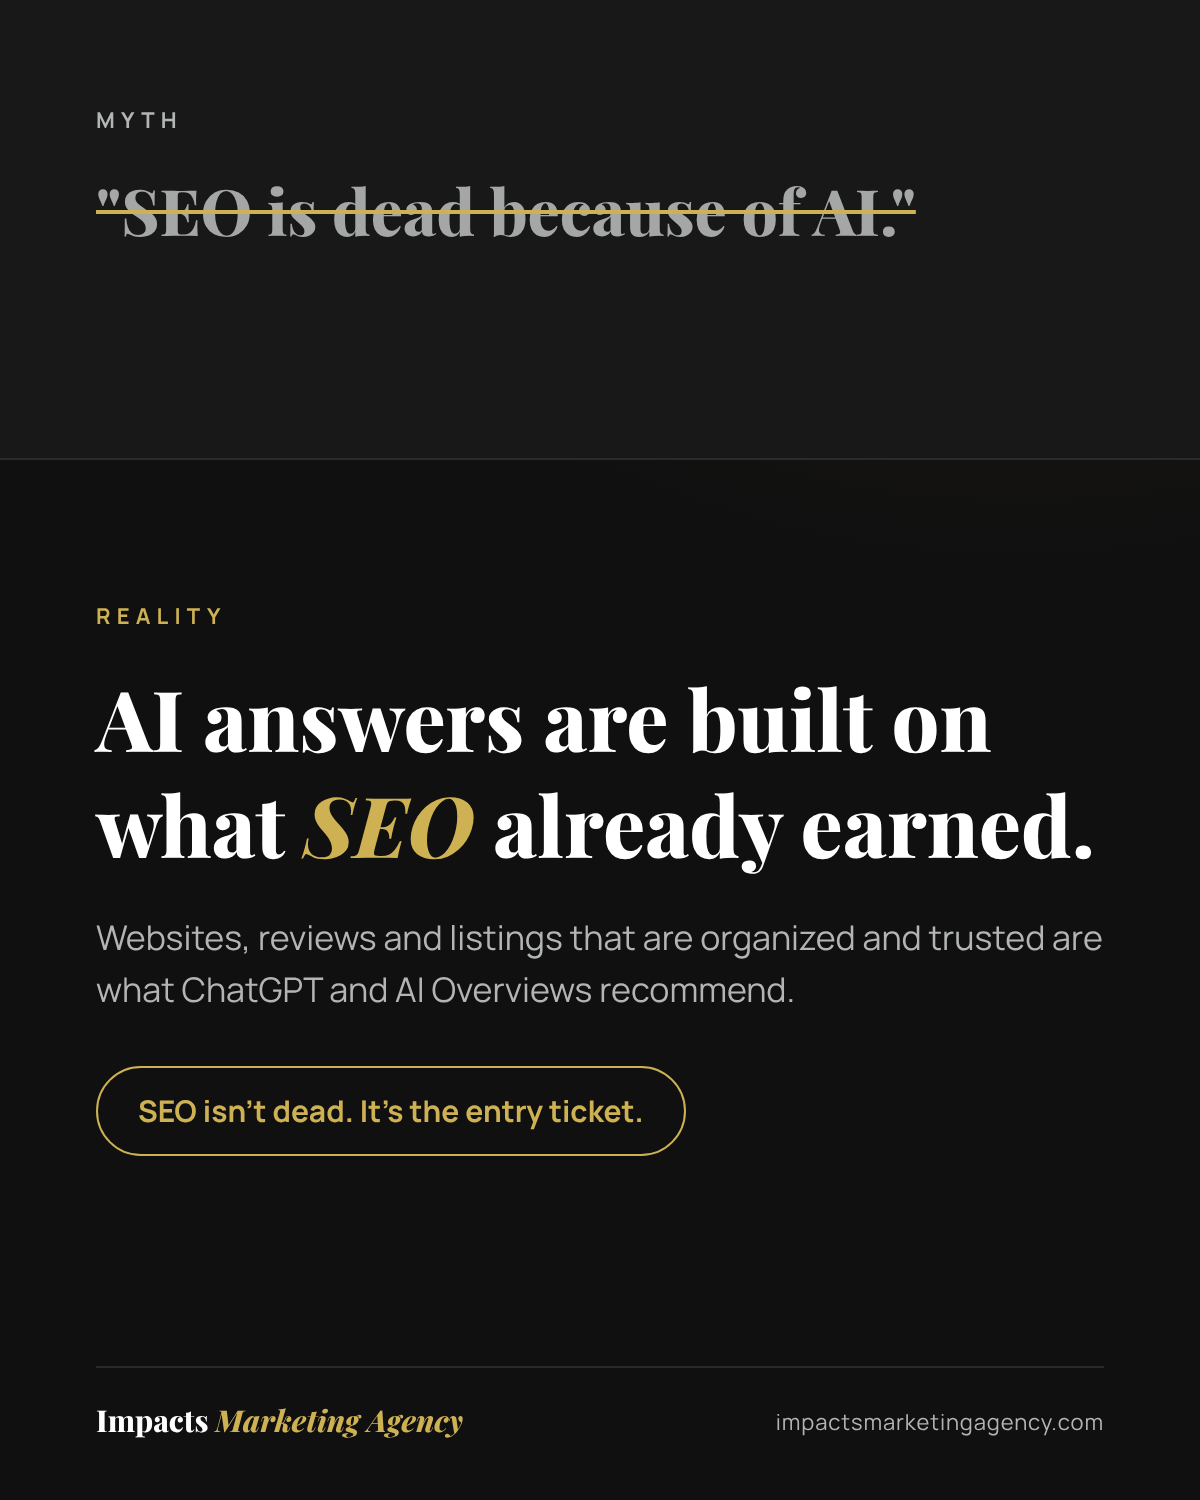 MYTH
"SEO is dead because of AI."
REALITY
AI answers are built on
what SEO already earned.
Websites, reviews and listings that are organized and trusted are
what ChatGPT and AI Overviews recommend.
SEO isn’t dead. It’s the entry ticket.
Impacts Marketing Agency
impactsmarketingagency.com